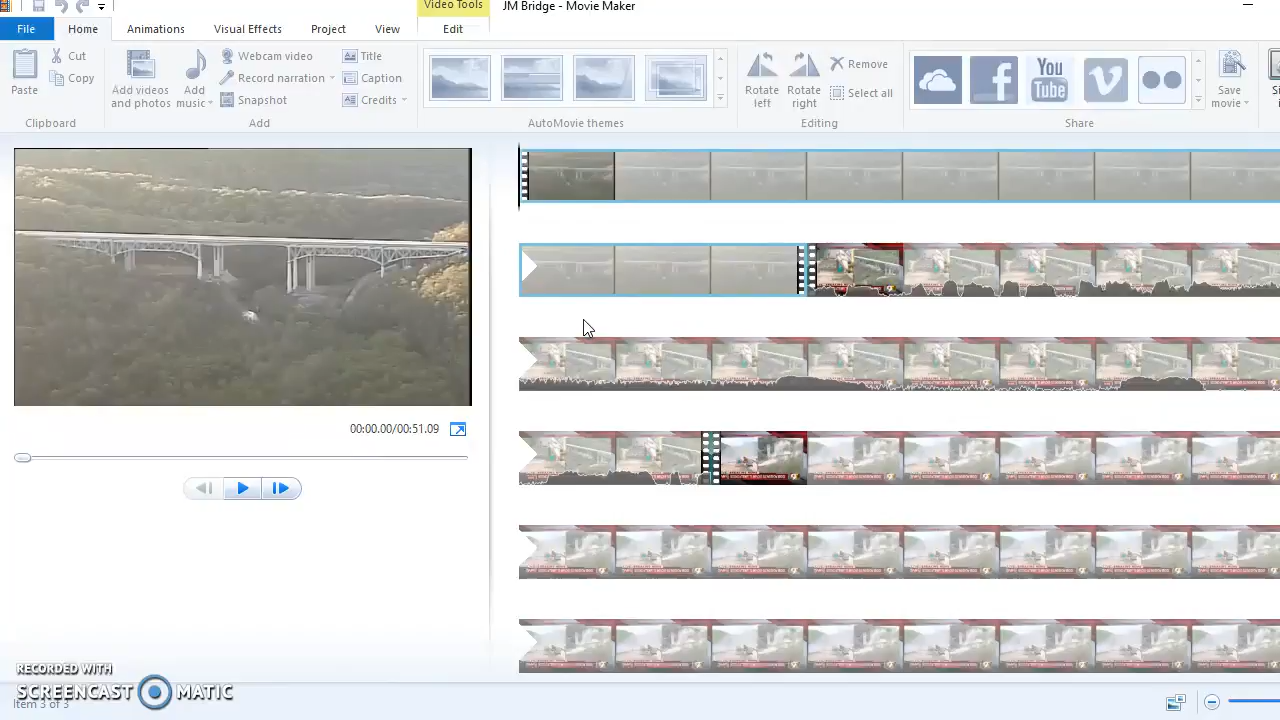 Video Tools
JM Bridge - Movie Maker
File
Home
Animations
Visual Effects
Project
View
Edit
Paste
Cut
Copy
Clipboard
Add videos
and photos
Add
music
Webcam video
Record narration
Snapshot
Title
Caption
Credits
Add
AutoMovie themes
Rotate
left
Rotate
right
Remove
Select all
Editing
You
Tube
Share
Save
movie
00:00.00/00:51.09
RECORDED WITH
SCREENCAST MATIC
Item 3 of 3